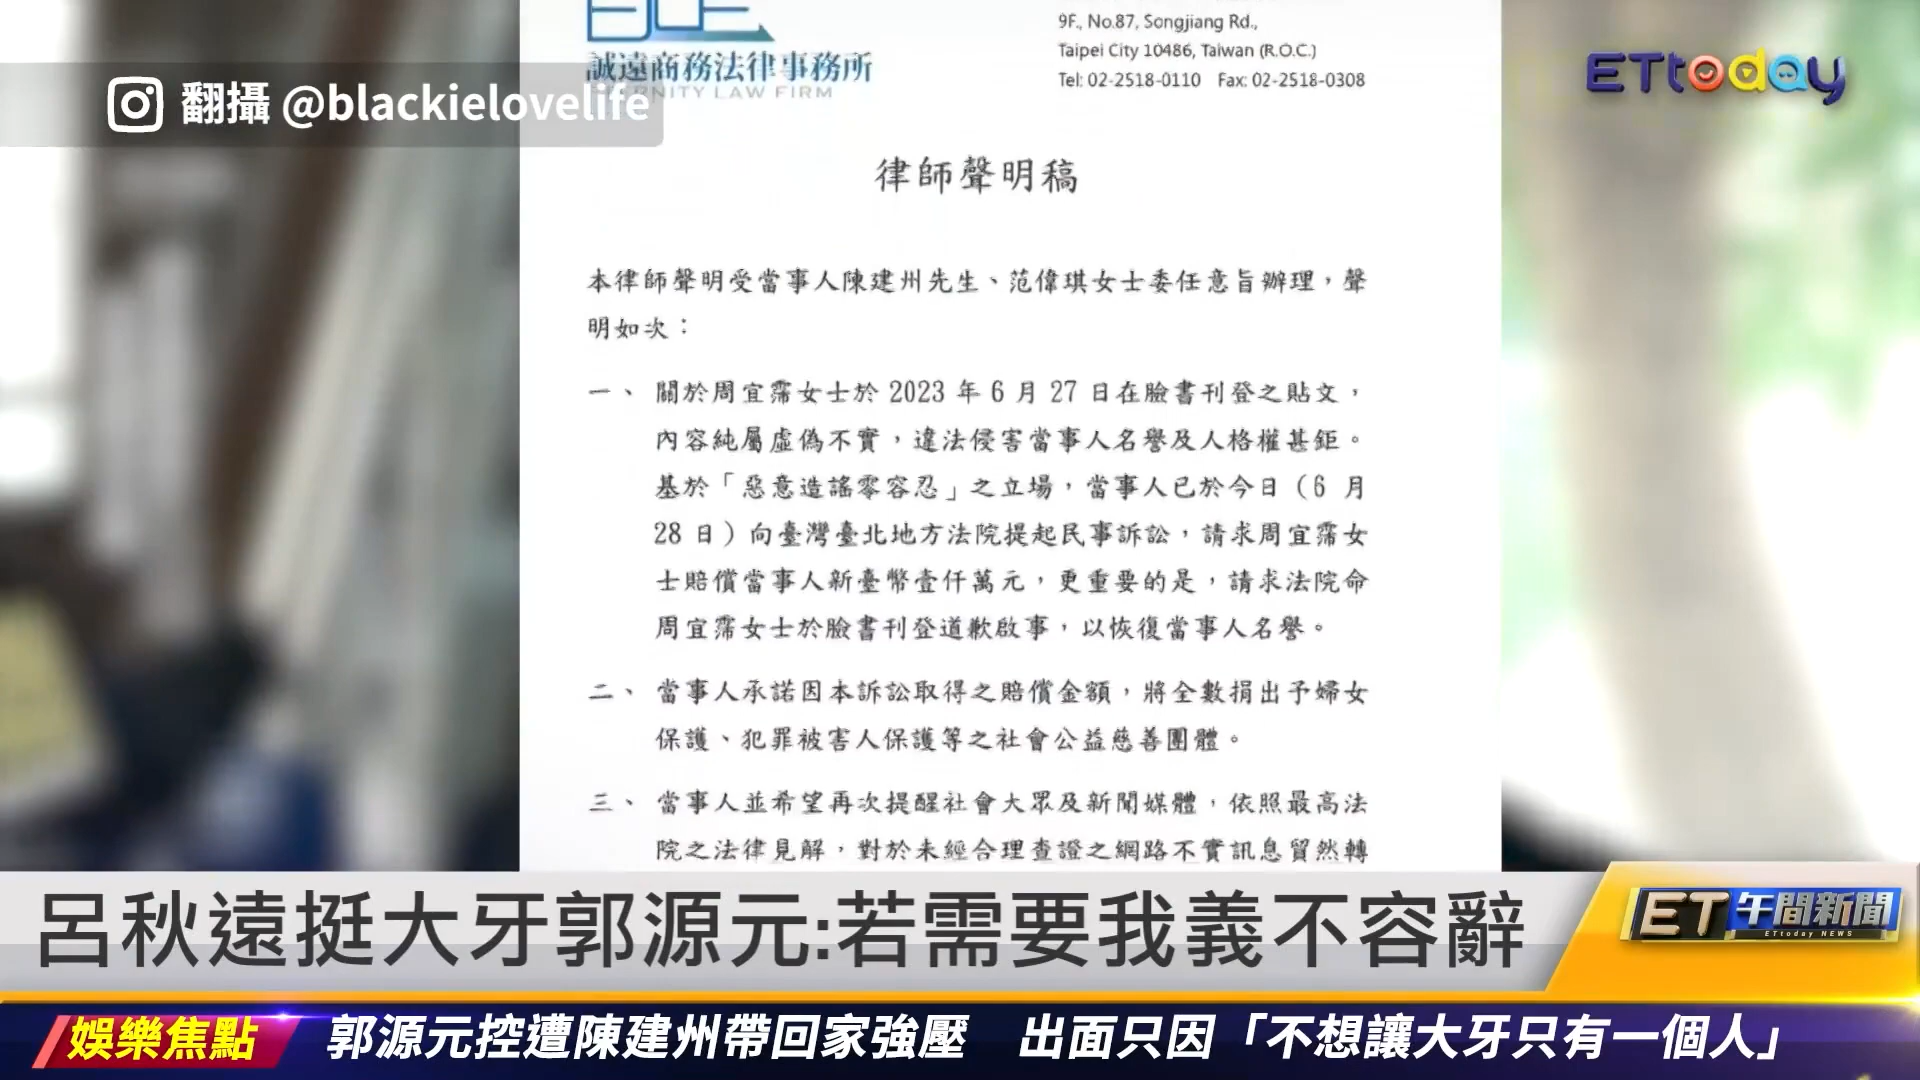 9F., No.87, Songjiang Rd.,
Taipei City 10486, Taiwan (R.O.C.)
Tel: 02-2518-0110 Fax: 02-2518-0308
誠遠商務法律事務所
ETERNITY LAW FIRM
翻攝 @blackielovelife
ETtoday
律師聲明稿
本律師聲明受當事人陳建州先生、范偉琪女士委任意旨辦理，聲
明如次：
一、 關於周宜霈女士於 2023 年 6 月 27 日在臉書刊登之貼文，
內容純屬虛偽不實，違法侵害當事人名譽及人格權甚鉅。
基於「惡意造謠零容忍」之立場，當事人已於今日（6 月
28 日）向臺灣臺北地方法院提起民事訴訟，請求周宜霈女
士賠償當事人新臺幣壹仟萬元，更重要的是，請求法院命
周宜霈女士於臉書刊登道歉啟事，以恢復當事人名譽。
二、 當事人承諾因本訴訟取得之賠償金額，將全數捐出予婦女
保護、犯罪被害人保護等之社會公益慈善團體。
三、 當事人並希望再次提醒社會大眾及新聞媒體，依照最高法
院之法律見解，對於未經合理查證之網路不實訊息貿然轉
呂秋遠挺大牙郭源元:若需要我義不容辭
ET午間新聞
ETtoday NEWS
娛樂焦點
郭源元控遭陳建州帶回家強壓 出面只因「不想讓大牙只有一個人」